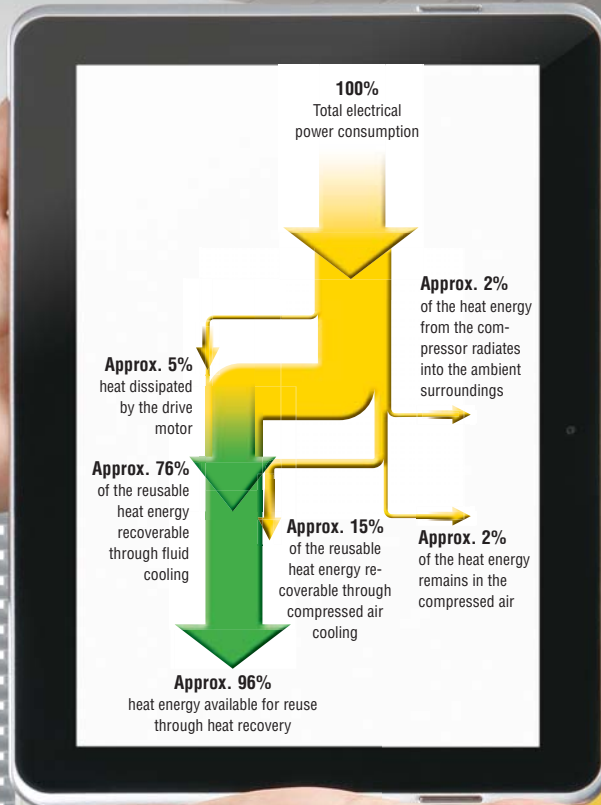 100%
Total electrical
power consumption
Approx. 2%
of the heat energy
from the com-
pressor radiates
into the ambient
surroundings
Approx. 5%
heat dissipated
by the drive
motor
Approx. 76%
of the reusable
heat energy
recoverable
through fluid
cooling
Approx. 15%
of the reusable
heat energy re-
coverable through
compressed air
cooling
Approx. 2%
of the heat energy
remains in the
compressed air
Approx. 96%
heat energy available for reuse
through heat recovery